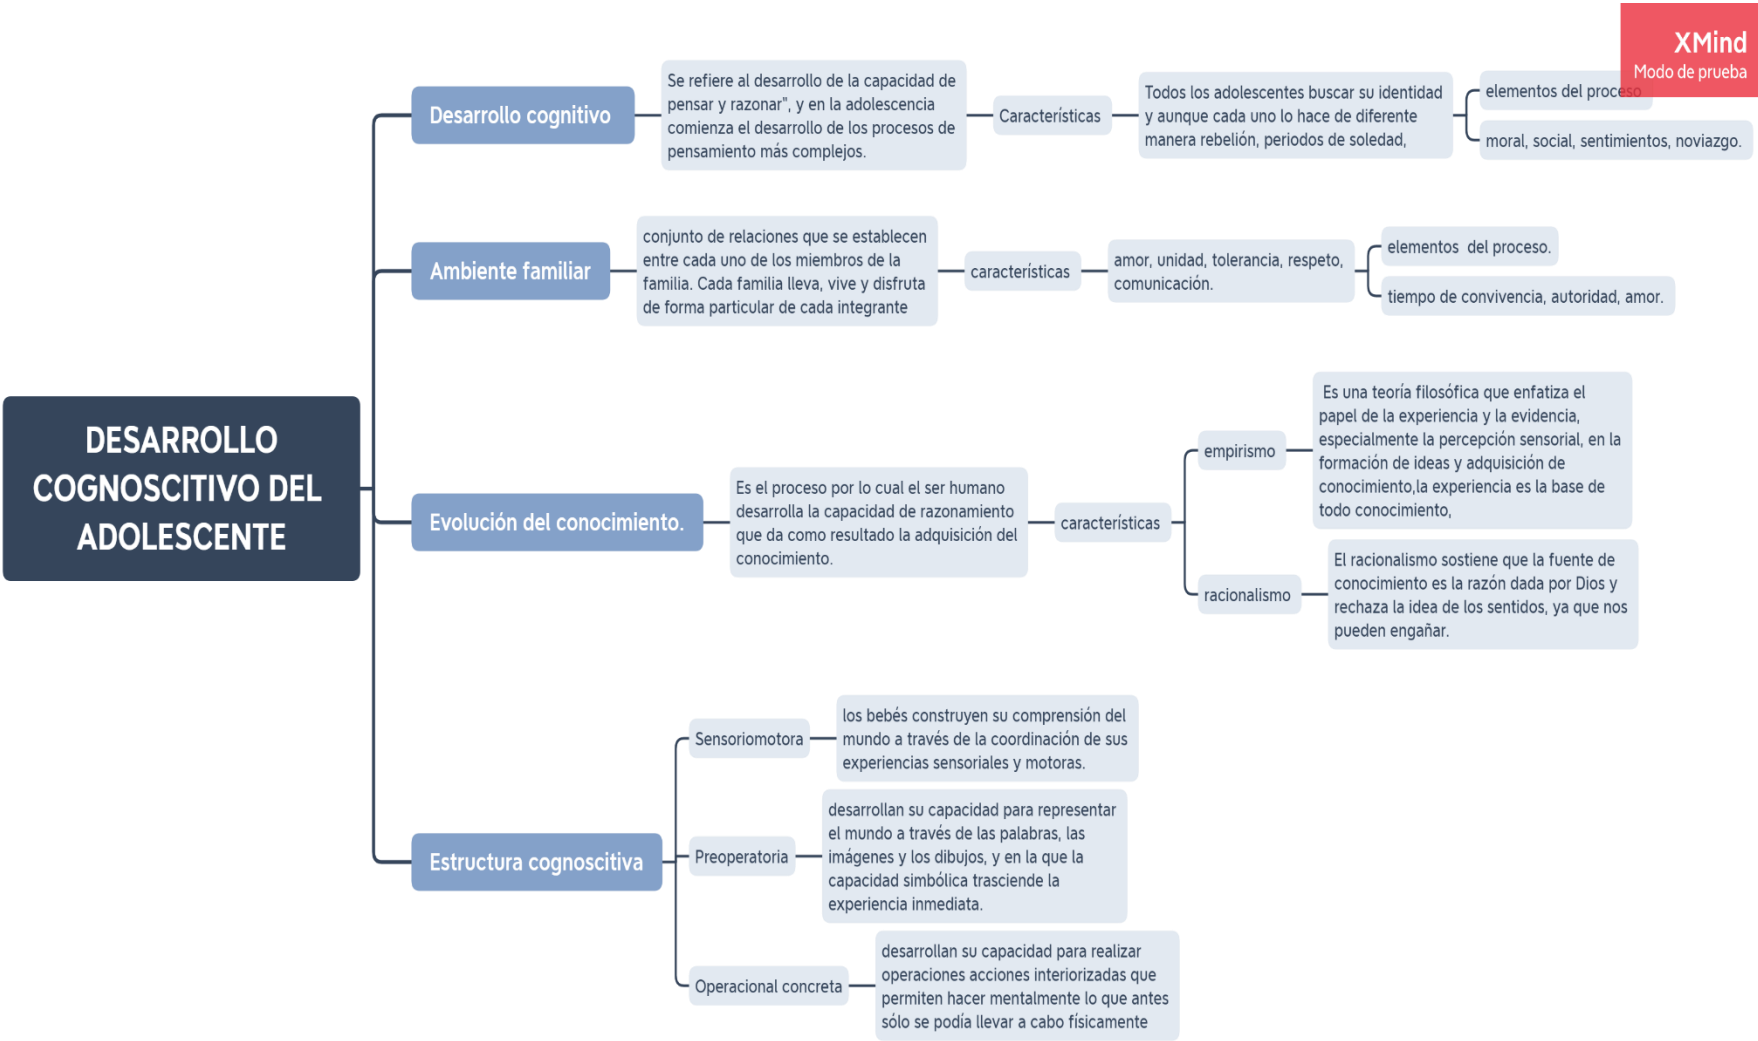 XMind
Modo de prueba
DESARROLLO
COGNOSCITIVO DEL
ADOLESCENTE
Desarrollo cognitivo
Se refiere al desarrollo de la capacidad de
pensar y razonar", y en la adolescencia
comienza el desarrollo de los procesos de
pensamiento más complejos.
Características
Todos los adolescentes buscar su identidad
y aunque cada uno lo hace de diferente
manera rebelión, periodos de soledad,
elementos del proceso
moral, social, sentimientos, noviazgo.
Ambiente familiar
conjunto de relaciones que se establecen
entre cada uno de los miembros de la
familia. Cada familia lleva, vive y disfruta
de forma particular de cada integrante
características
amor, unidad, tolerancia, respeto,
comunicación.
elementos  del proceso.
tiempo de convivencia, autoridad, amor.
Evolución del conocimiento.
Es el proceso por lo cual el ser humano
desarrolla la capacidad de razonamiento
que da como resultado la adquisición del
conocimiento.
características
empirismo
Es una teoría filosófica que enfatiza el
papel de la experiencia y la evidencia,
especialmente la percepción sensorial, en la
formación de ideas y adquisición de
conocimiento,la experiencia es la base de
todo conocimiento,
racionalismo
El racionalismo sostiene que la fuente de
conocimiento es la razón dada por Dios y
rechaza la idea de los sentidos, ya que nos
pueden engañar.
Estructura cognoscitiva
Sensoriomotora
los bebés construyen su comprensión del
mundo a través de la coordinación de sus
experiencias sensoriales y motoras.
Preoperatoria
desarrollan su capacidad para representar
el mundo a través de las palabras, las
imágenes y los dibujos, y en la que la
capacidad simbólica trasciende la
experiencia inmediata.
Operacional concreta
desarrollan su capacidad para realizar
operaciones acciones interiorizadas que
permiten hacer mentalmente lo que antes
sólo se podía llevar a cabo físicamente